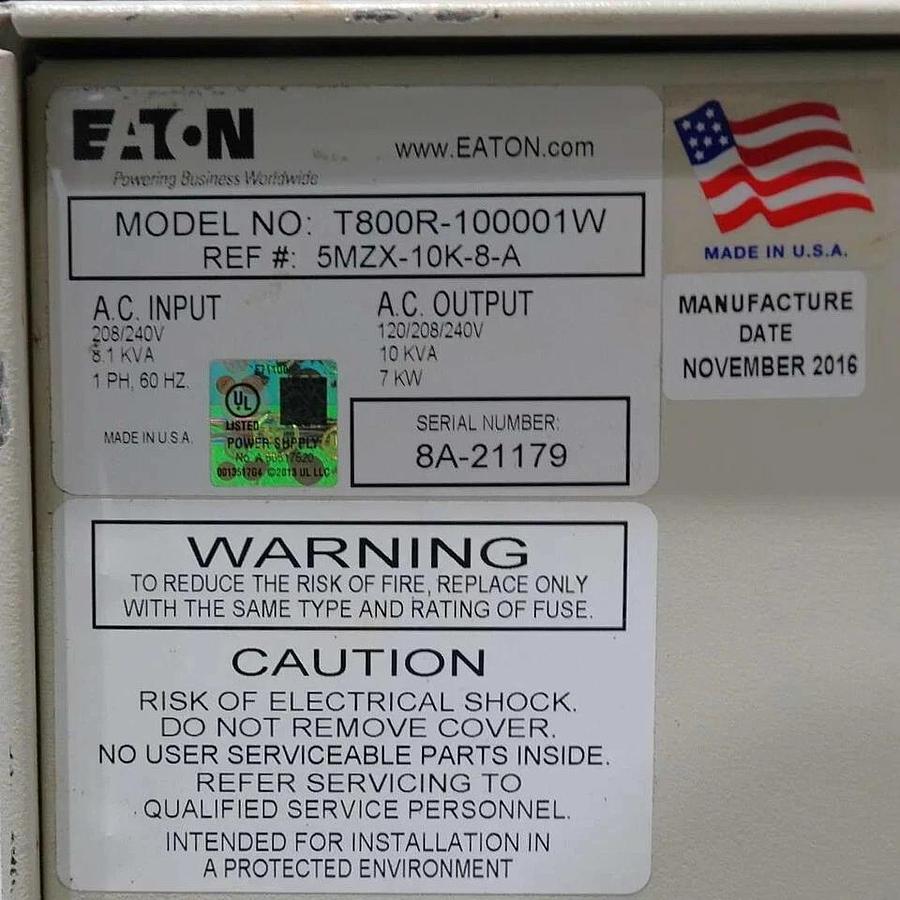 EATON
Powering Business Worldwide
www.EATON.com
MODEL NO: T800R-100001W
REF #: 5MZX-10K-8-A
A.C. INPUT
208/240V
8.1 KVA
1 PH, 60 HZ.
MADE IN U.S.A.
A.C. OUTPUT
120/208/240V
10 KVA
7 KW
UL
LISTED
POWER SUPPLY
©2013 UL LLC
SERIAL NUMBER:
8A-21179
MADE IN U.S.A.
MANUFACTURE
DATE
NOVEMBER 2016
WARNING
TO REDUCE THE RISK OF FIRE, REPLACE ONLY
WITH THE SAME TYPE AND RATING OF FUSE.
CAUTION
RISK OF ELECTRICAL SHOCK.
DO NOT REMOVE COVER.
NO USER SERVICEABLE PARTS INSIDE.
REFER SERVICING TO
QUALIFIED SERVICE PERSONNEL.
INTENDED FOR INSTALLATION IN
A PROTECTED ENVIRONMENT